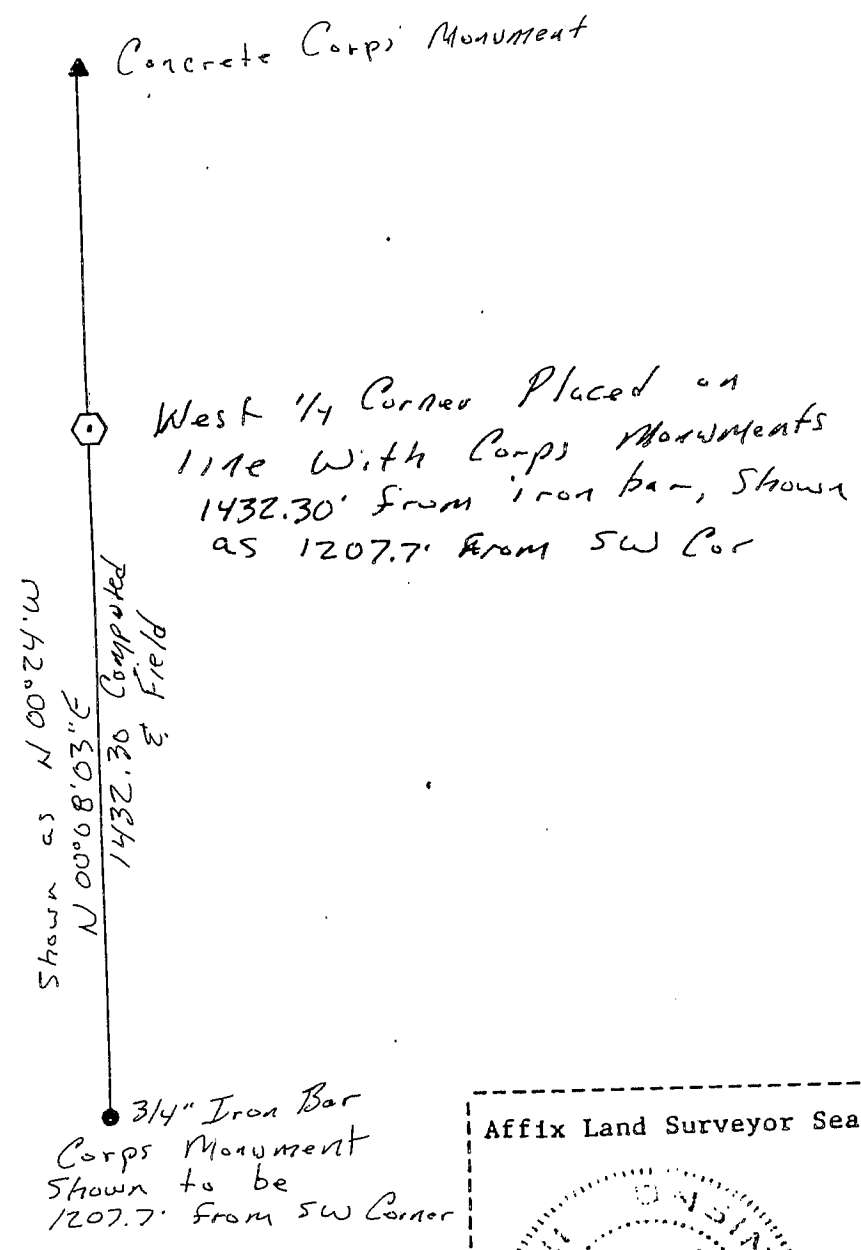 Concrete Corps Monument
West 1/4 Corner Placed on
line with Corps Monuments
1432.30' from iron bar, Shown
as 1207.7' From SW Cor
Shown as N 00°24'W
N 00°08'03"E
1432.30 Computed
& Field
3/4" Iron Bar
Corps Monument
Shown to be
1207.7' from SW Corner
Affix Land Surveyor Sea